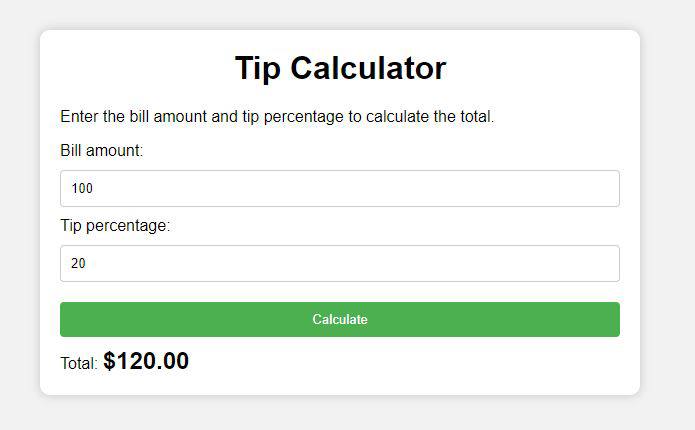 Tip Calculator
Enter the bill amount and tip percentage to calculate the total.
Bill amount:
100
Tip percentage:
20
Calculate
Total: $120.00